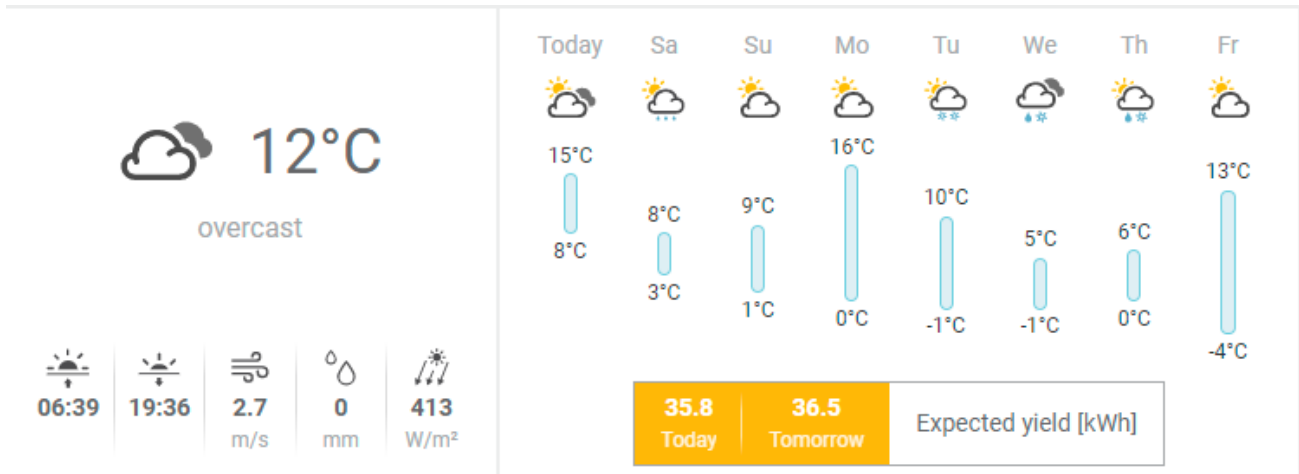 12°C
overcast
06:39 19:36 2.7 0 413
m/s mm W/m²
Today Sa Su Mo Tu We Th Fr
15°C 8°C 9°C 16°C 10°C 5°C 6°C 13°C
8°C 3°C 1°C 0°C -1°C -1°C 0°C -4°C
35.8 36.5 Expected yield [kWh]
Today Tomorrow